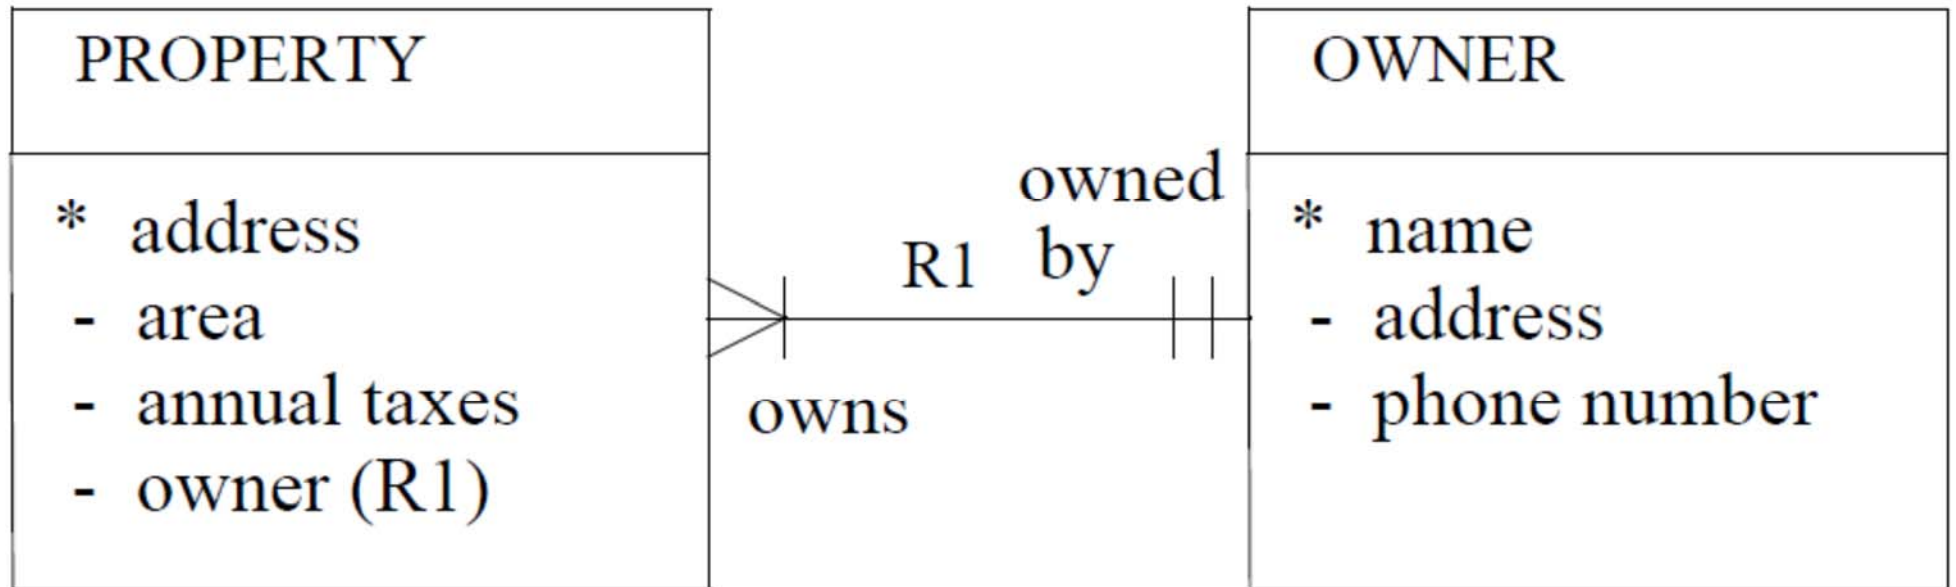 PROPERTY
* address
- area
- annual taxes
- owner (R1)
R1
owned
by
owns
OWNER
* name
- address
- phone number